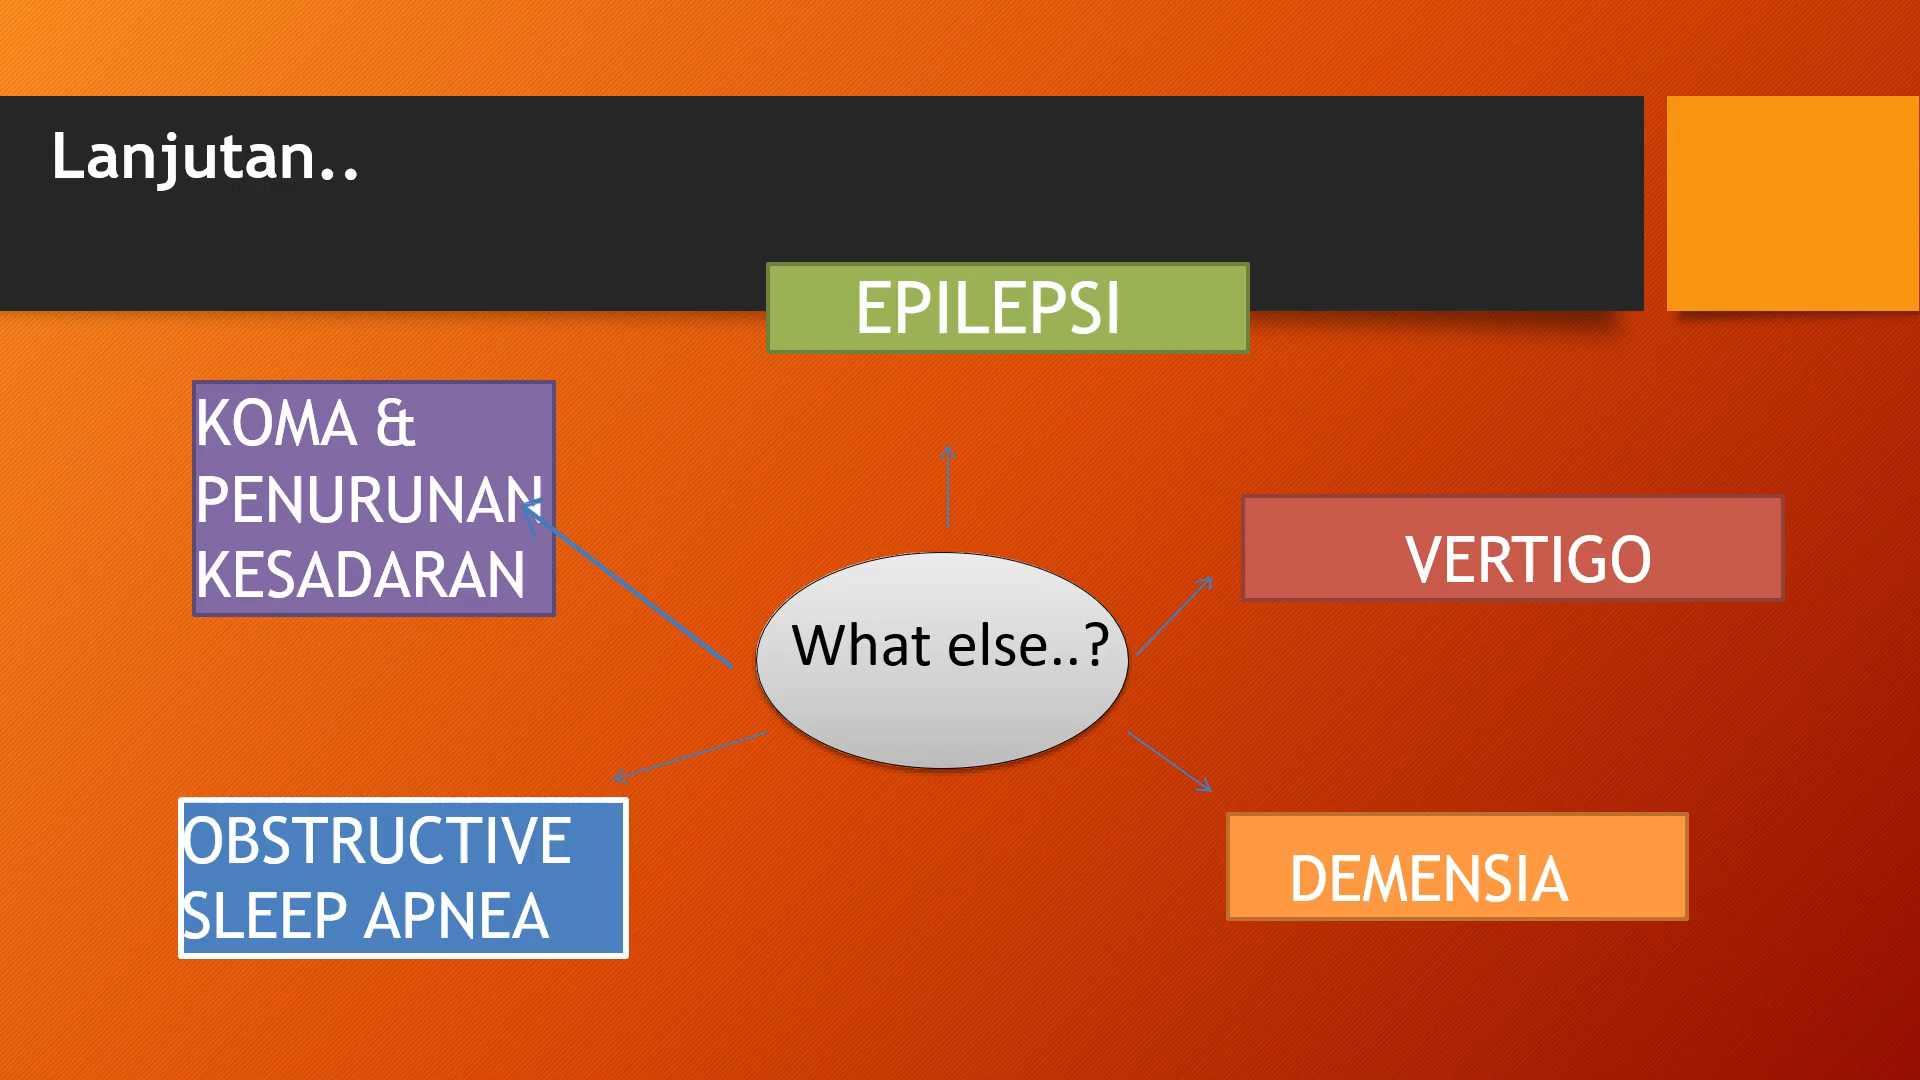 Lanjutan..
EPILEPSI
KOMA &
PENURUNAN
KESADARAN
VERTIGO
What else..?
OBSTRUCTIVE
SLEEP APNEA
DEMENSIA